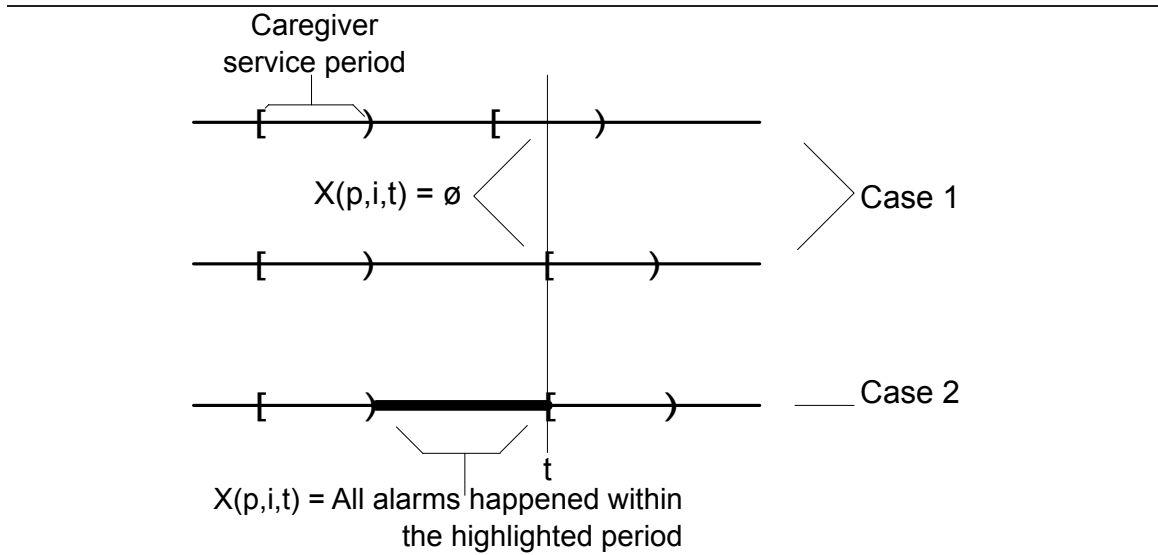 Caregiver
service period
[ ) [ )
X(p,i,t) = ø
Case 1
[ ) [ )
Case 2
[ ) [ )
t
X(p,i,t) = All alarms happened within
the highlighted period